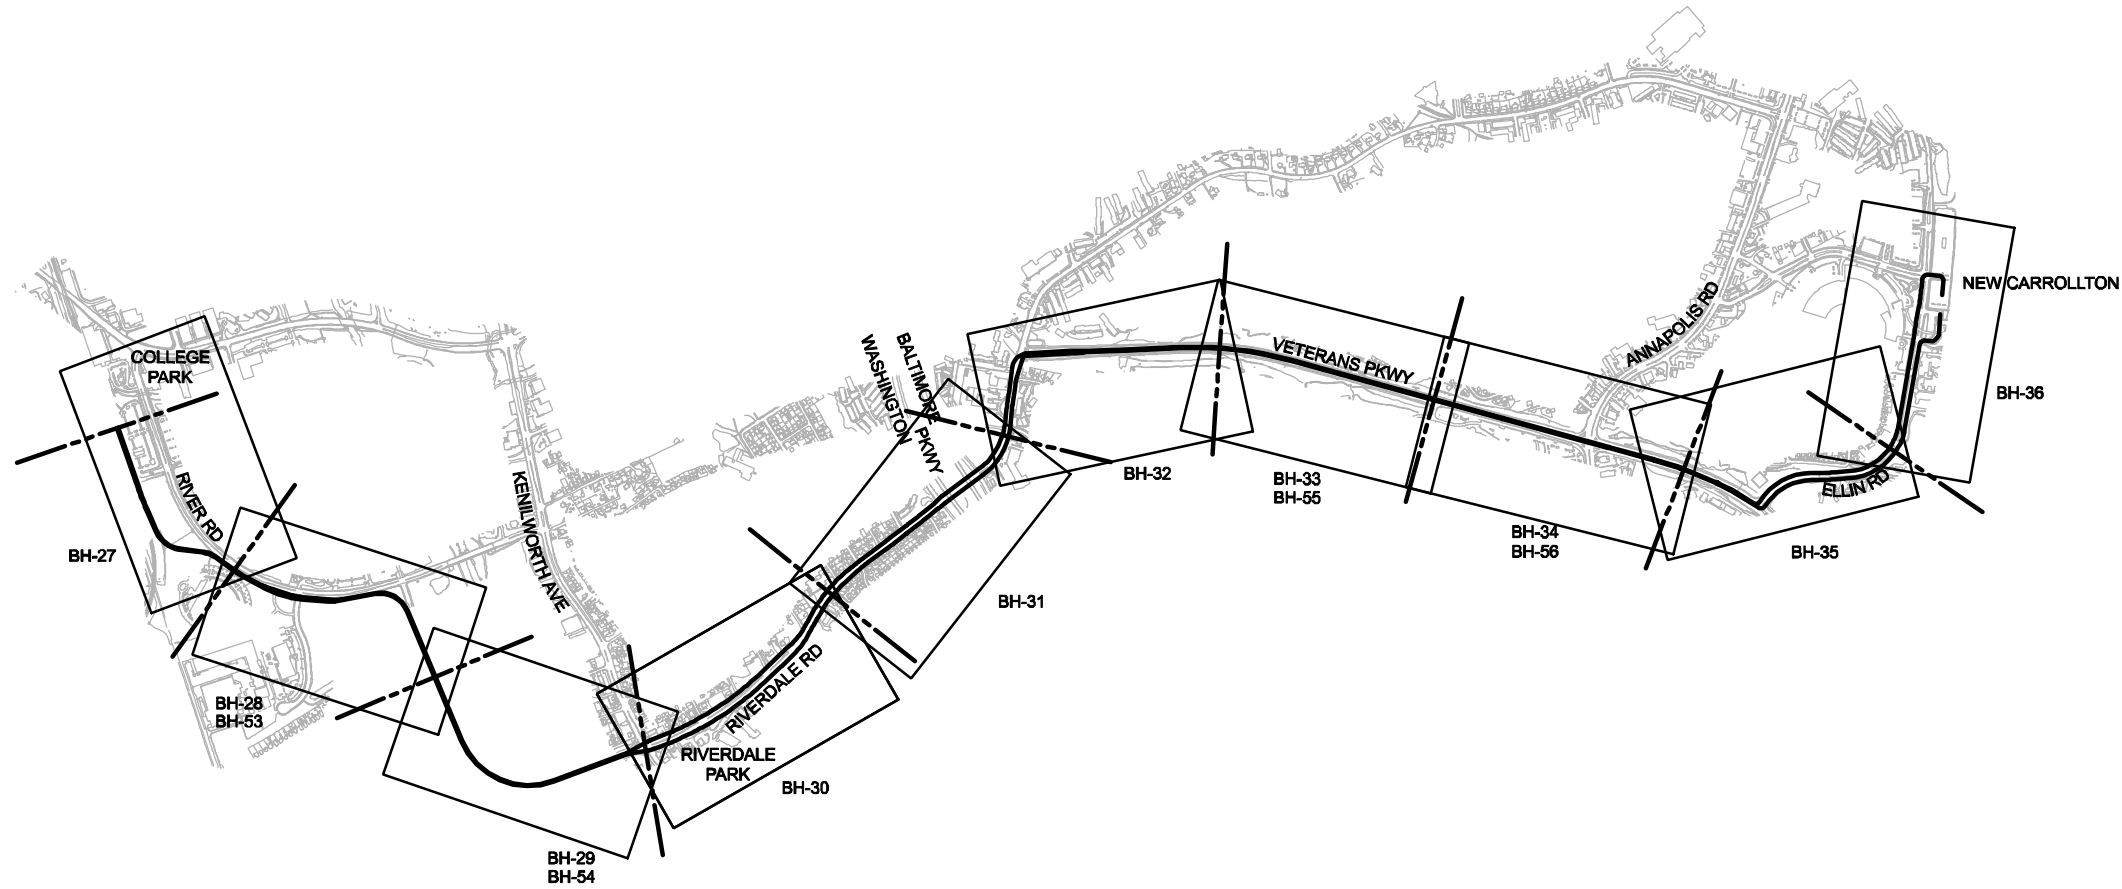 COLLEGE
PARK
RIVER RD
BH-27
BH-28
BH-53
KENILWORTH AVE
BH-29
BH-54
RIVERDALE RD
RIVERDALE
PARK
BH-30
BALTIMORE
WASHINGTON PKWY
BH-31
BH-32
VETERANS PKWY
BH-33
BH-55
BH-34
BH-56
ANNAPOLIS RD
ELLIN RD
BH-35
NEW CARROLLTON
BH-36